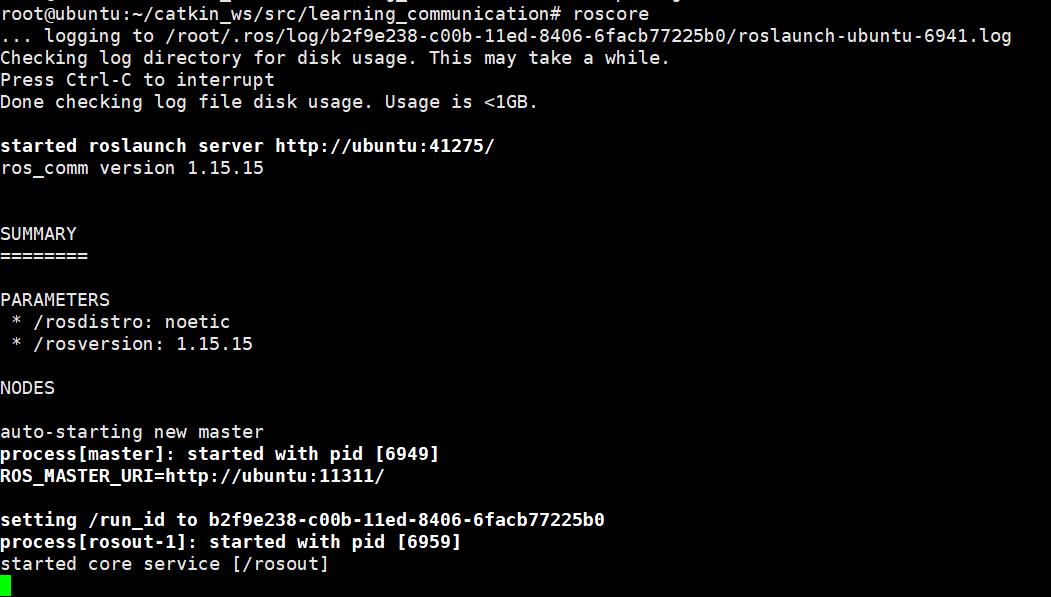 root@ubuntu:~/catkin_ws/src/learning_communication# roscore
... logging to /root/.ros/log/b2f9e238-c00b-11ed-8406-6facb77225b0/roslaunch-ubuntu-6941.log
Checking log directory for disk usage. This may take a while.
Press Ctrl-C to interrupt
Done checking log file disk usage. Usage is <1GB.
started roslaunch server http://ubuntu:41275/
ros_comm version 1.15.15
SUMMARY
========
PARAMETERS
 * /rosdistro: noetic
 * /rosversion: 1.15.15
NODES
auto-starting new master
process[master]: started with pid [6949]
ROS_MASTER_URI=http://ubuntu:11311/
setting /run_id to b2f9e238-c00b-11ed-8406-6facb77225b0
process[rosout-1]: started with pid [6959]
started core service [/rosout]